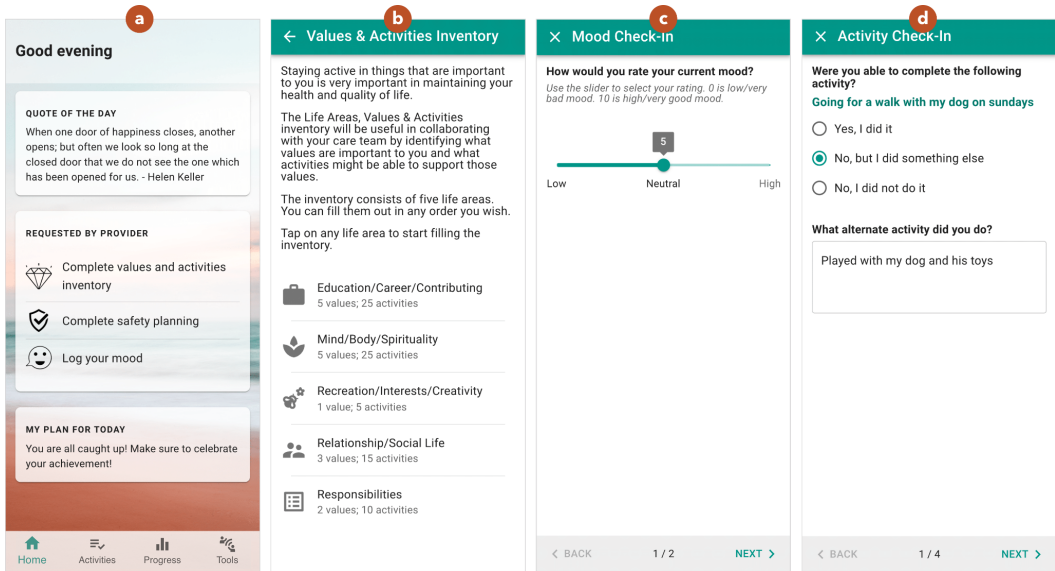 a
Good evening
QUOTE OF THE DAY
When one door of happiness closes, another
opens; but often we look so long at the
closed door that we do not see the one which
has been opened for us. - Helen Keller
REQUESTED BY PROVIDER
Complete values and activities
inventory
Complete safety planning
Log your mood
MY PLAN FOR TODAY
You are all caught up! Make sure to celebrate
your achievement!
Home
Activities
Progress
Tools
b
Values & Activities Inventory
Staying active in things that are important
to you is very important in maintaining your
health and quality of life.
The Life Areas, Values & Activities
inventory will be useful in collaborating
with your care team by identifying what
values are important to you and what
activities might be able to support those
values.
The inventory consists of five life areas.
You can fill them out in any order you wish.
Tap on any life area to start filling the
inventory.
Education/Career/Contributing
5 values; 25 activities
Mind/Body/Spirituality
5 values; 25 activities
Recreation/Interests/Creativity
1 value; 5 activities
Relationship/Social Life
3 values; 15 activities
Responsibilities
2 values; 10 activities
c
Mood Check-In
How would you rate your current mood?
Use the slider to select your rating. 0 is low/very
bad mood. 10 is high/very good mood.
5
Low Neutral High
BACK 1 / 2 NEXT
d
Activity Check-In
Were you able to complete the following
activity?
Going for a walk with my dog on sundays
Yes, I did it
No, but I did something else
No, I did not do it
What alternate activity did you do?
Played with my dog and his toys
BACK 1 / 4 NEXT